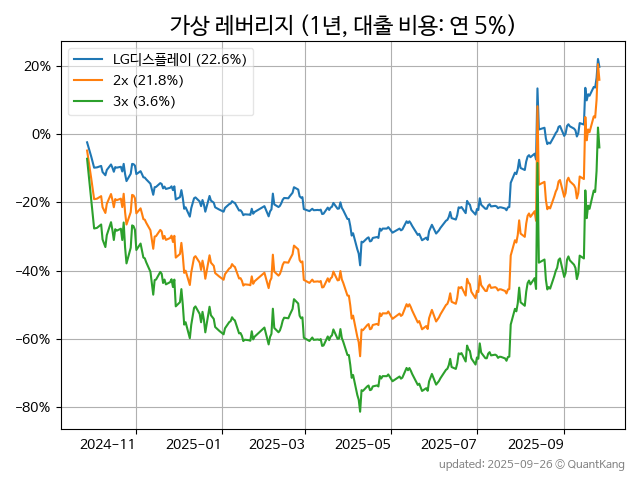 가상 레버리지 (1년, 대출 비용: 연 5%)
LG디스플레이 (22.6%)
2x (21.8%)
3x (3.6%)
20%
0%
−20%
−40%
−60%
−80%
2024-11
2025-01
2025-03
2025-05
2025-07
2025-09
updated: 2025-09-26 © QuantKang